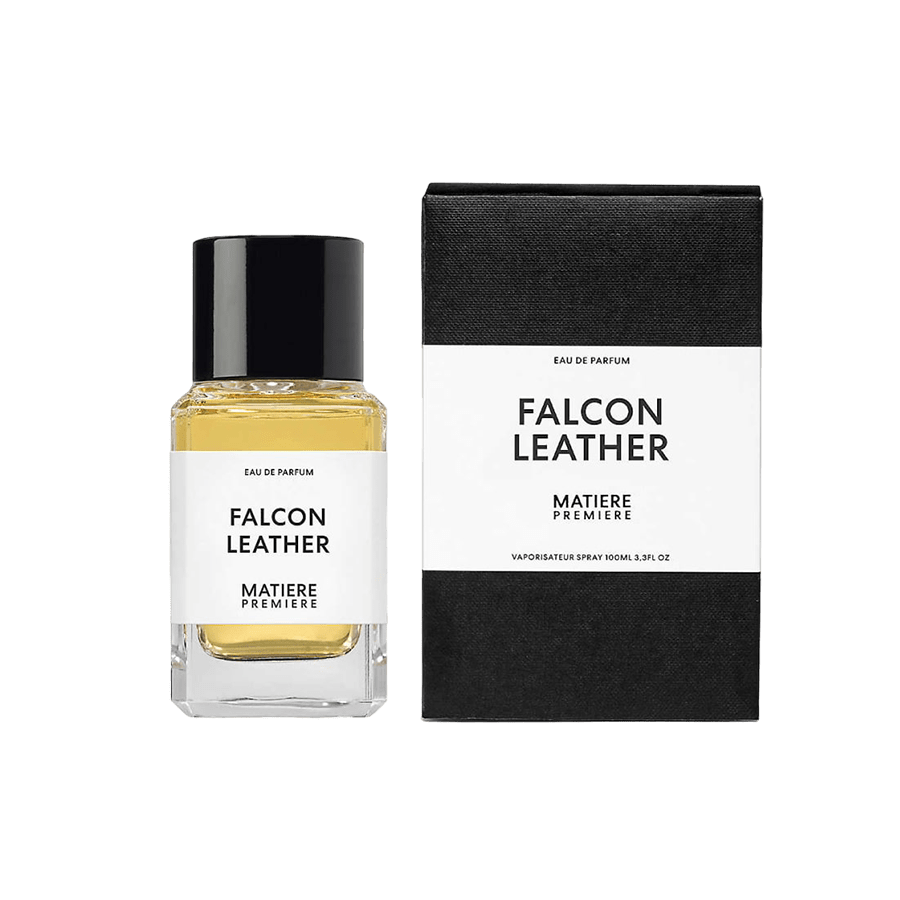 EAU DE PARFUM
FALCON
LEATHER
MATIERE
PREMIERE
EAU DE PARFUM
FALCON
LEATHER
MATIERE
PREMIERE
VAPORISATEUR SPRAY 100ML 3,3FL OZ